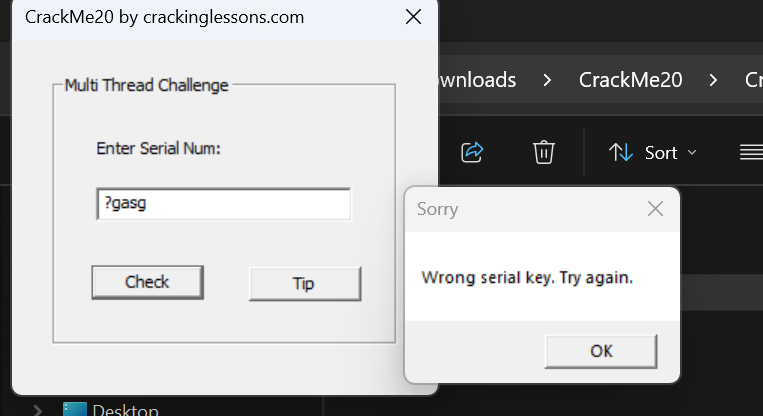 CrackMe20 by crackinglessons.com
Multi Thread Challenge
wnloads > CrackMe20 >
Enter Serial Num:
Sort
?gasg
Sorry
Check
Tip
Wrong serial key. Try again.
OK
Desktop